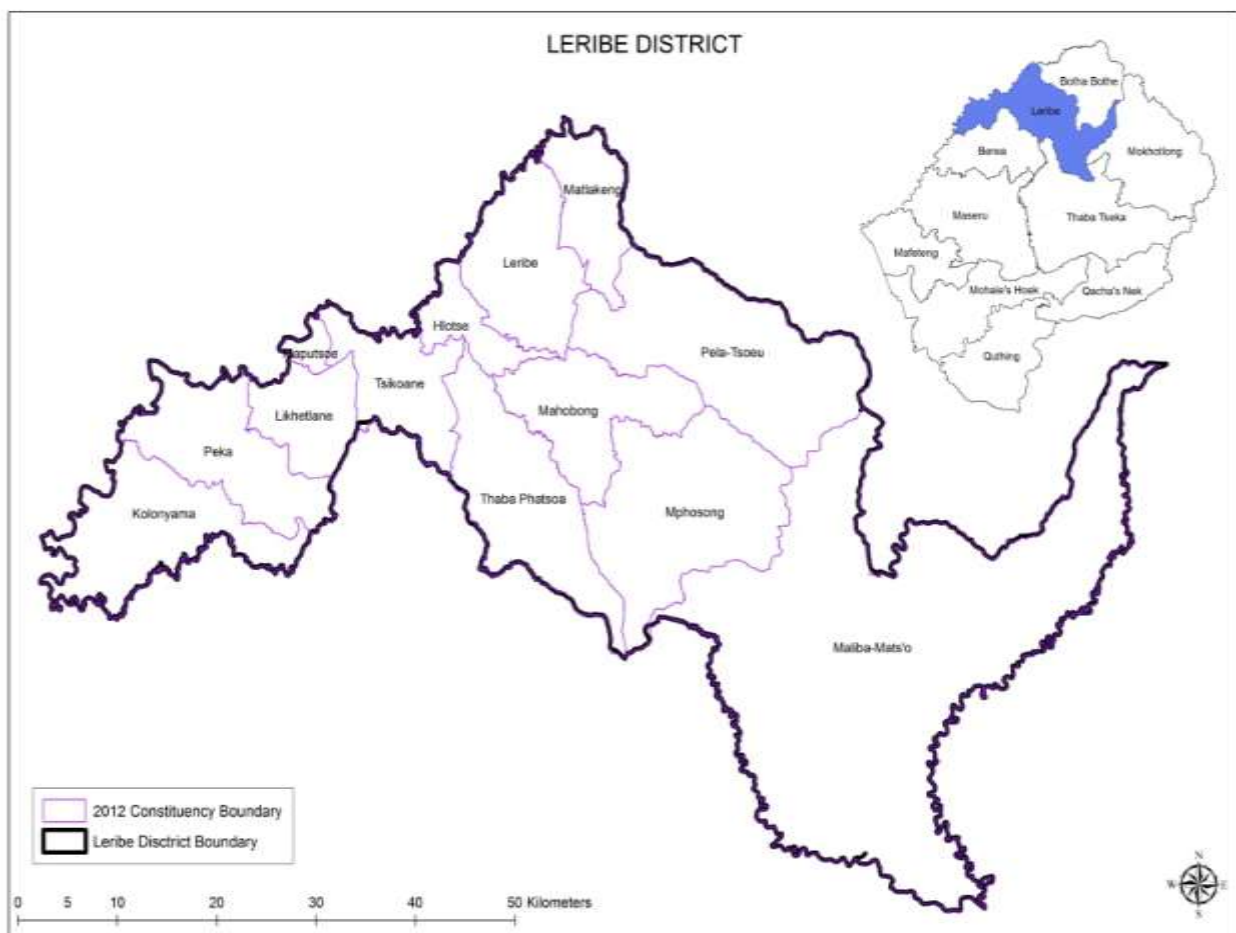 LERIBE DISTRICT
Botha Bothe
Leribe
Mokhotlong
Berea
Maseru
Thaba Tseka
Mafeteng
Mohale's Hoek
Qacha's Nek
Quthing
Matlakeng
Leribe
Hlotse
Pela-Tsoeu
Tsikoane
Mahobong
Likhetlane
Peka
Thaba Phatsoa
Mphosong
Kolonyama
Maliba-Mats'o
2012 Constituency Boundary
Leribe Disctrict Boundary
N
W
E
S
0 5 10 20 30 40 50 Kilometers